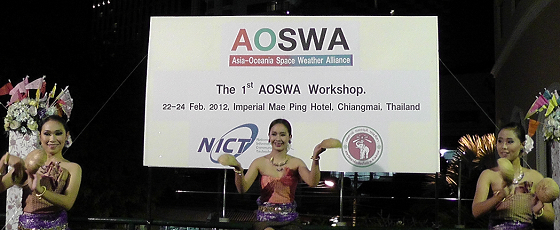 AOSWA
Asia-Oceania Space Weather Alliance
The 1st AOSWA Workshop.
22-24 Feb. 2012, Imperial Mae Ping Hotel, Chiangmai, Thailand
NICT